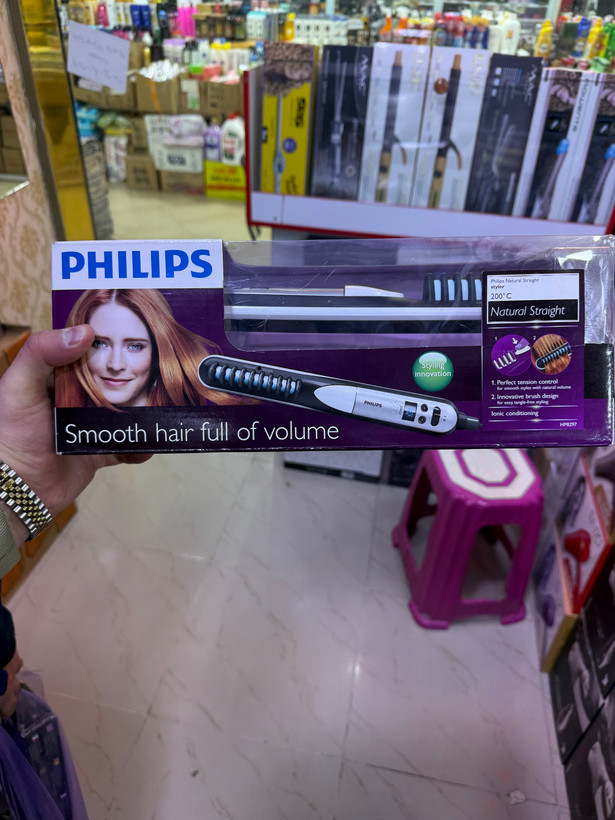 PHILIPS
Philips Natural Straight
styler
200°C
Natural Straight
Styling
innovation
PHILIPS
1. Perfect tension control
for smooth styles with natural volume
2. Innovative brush design
for easy, tangle-free styling
Ionic conditioning
HP8297
Smooth hair full of volume